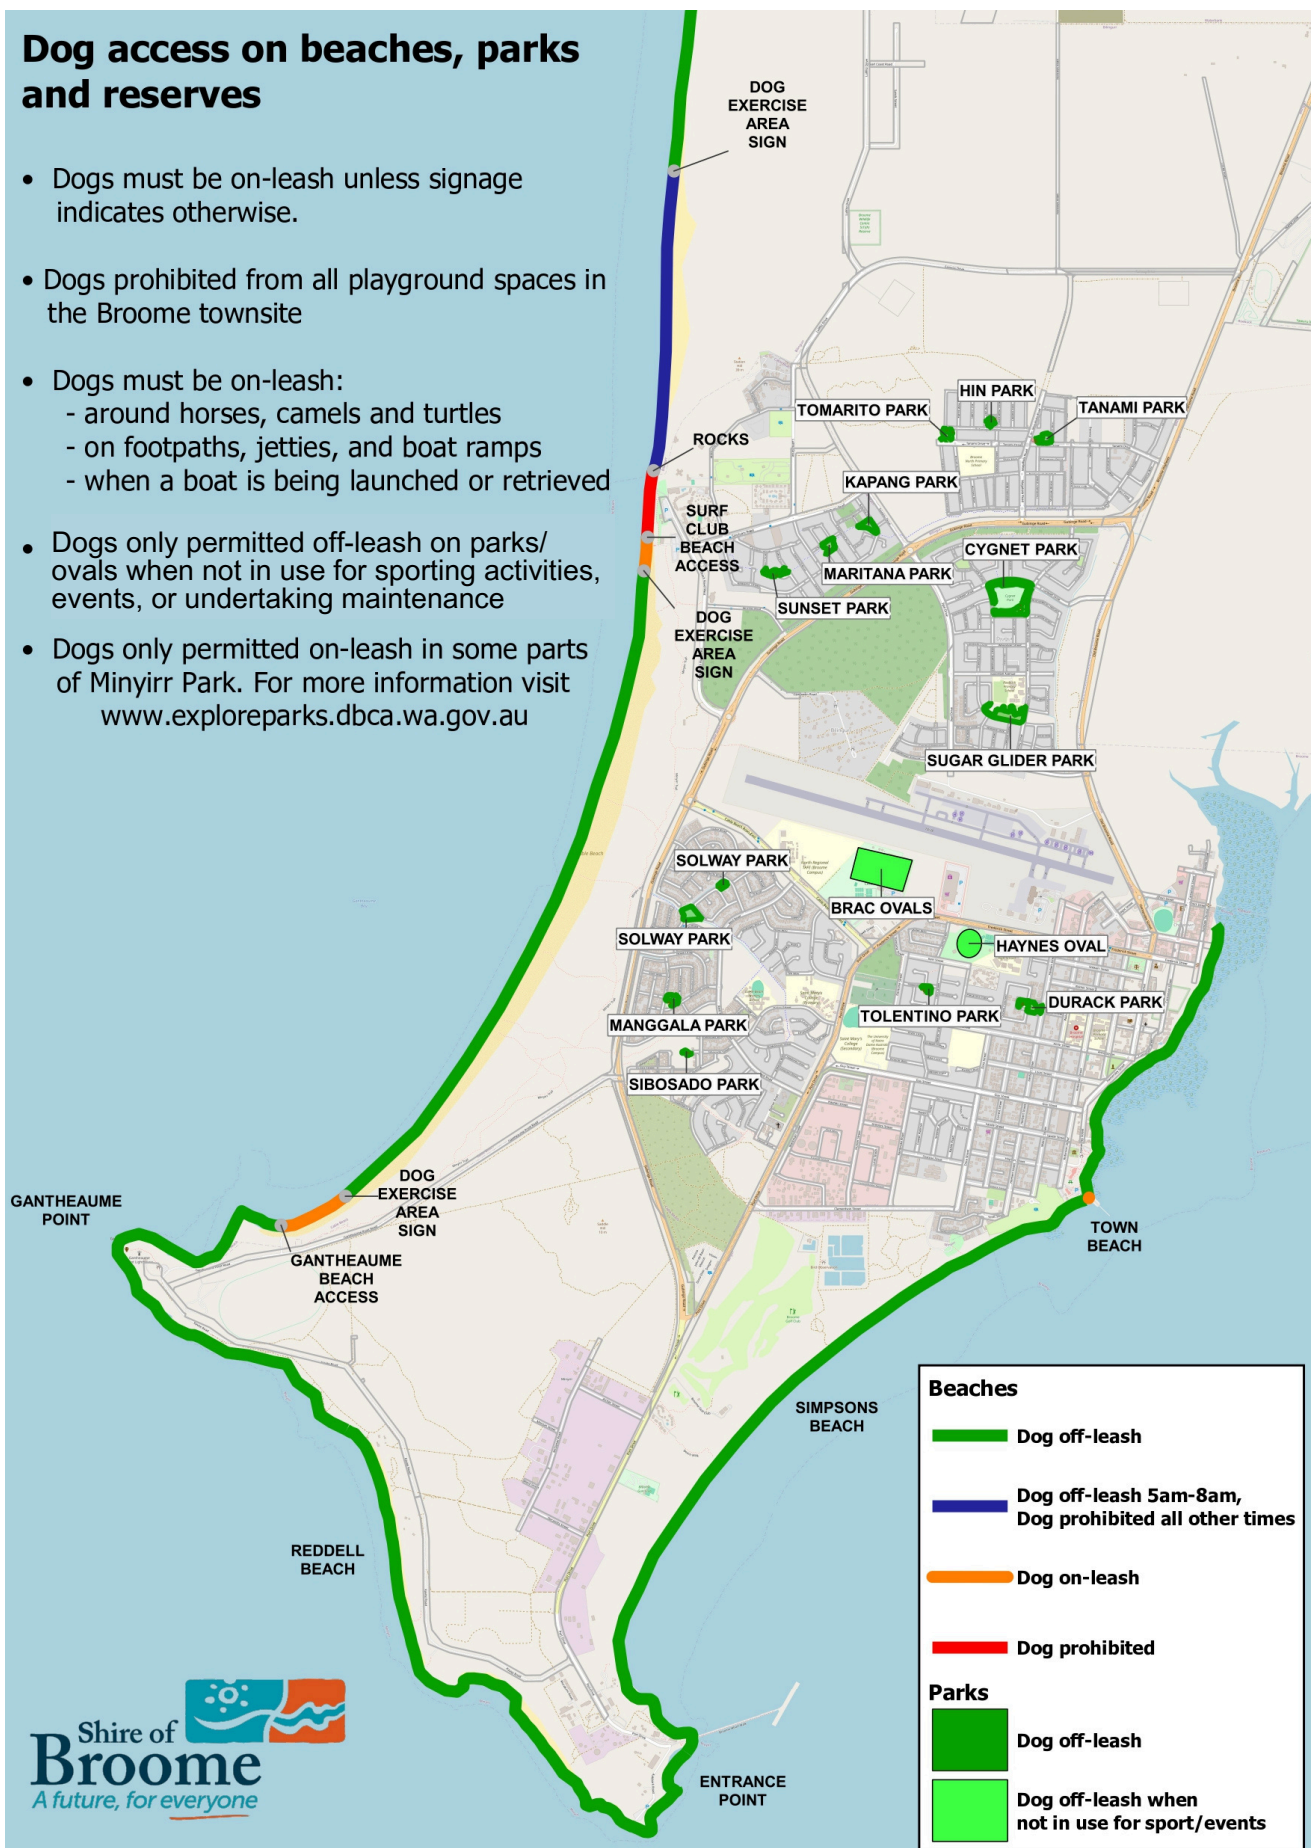 Dog access on beaches, parks
and reserves
• Dogs must be on-leash unless signage
indicates otherwise.
• Dogs prohibited from all playground spaces in
the Broome townsite
• Dogs must be on-leash:
- around horses, camels and turtles
- on footpaths, jetties, and boat ramps
- when a boat is being launched or retrieved
• Dogs only permitted off-leash on parks/
ovals when not in use for sporting activities,
events, or undertaking maintenance
• Dogs only permitted on-leash in some parts
of Minyirr Park. For more information visit
www.exploreparks.dbca.wa.gov.au
DOG
EXERCISE
AREA
SIGN
ROCKS
SURF
CLUB
BEACH
ACCESS
DOG
EXERCISE
AREA
SIGN
HIN PARK
TOMARITO PARK
TANAMI PARK
KAPANG PARK
CYGNET PARK
MARITANA PARK
SUNSET PARK
SUGAR GLIDER PARK
SOLWAY PARK
BRAC OVALS
SOLWAY PARK
HAYNES OVAL
MANGGALA PARK
TOLENTINO PARK
DURACK PARK
SIBOSADO PARK
DOG
EXERCISE
AREA
SIGN
GANTHEAUME
POINT
GANTHEAUME
BEACH
ACCESS
TOWN
BEACH
SIMPSONS
BEACH
REDDELL
BEACH
ENTRANCE
POINT
Beaches
Dog off-leash
Dog off-leash 5am-8am,
Dog prohibited all other times
Dog on-leash
Dog prohibited
Parks
Dog off-leash
Dog off-leash when
not in use for sport/events
Shire of
Broome
A future, for everyone